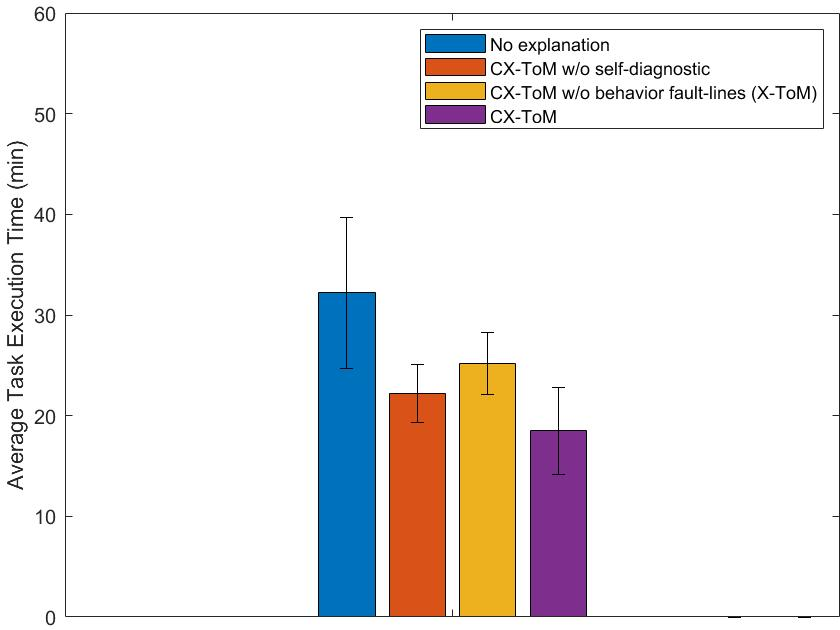 60
50
40
30
20
10
0
Average Task Execution Time (min)
No explanation
CX-ToM w/o self-diagnostic
CX-ToM w/o behavior fault-lines (X-ToM)
CX-ToM